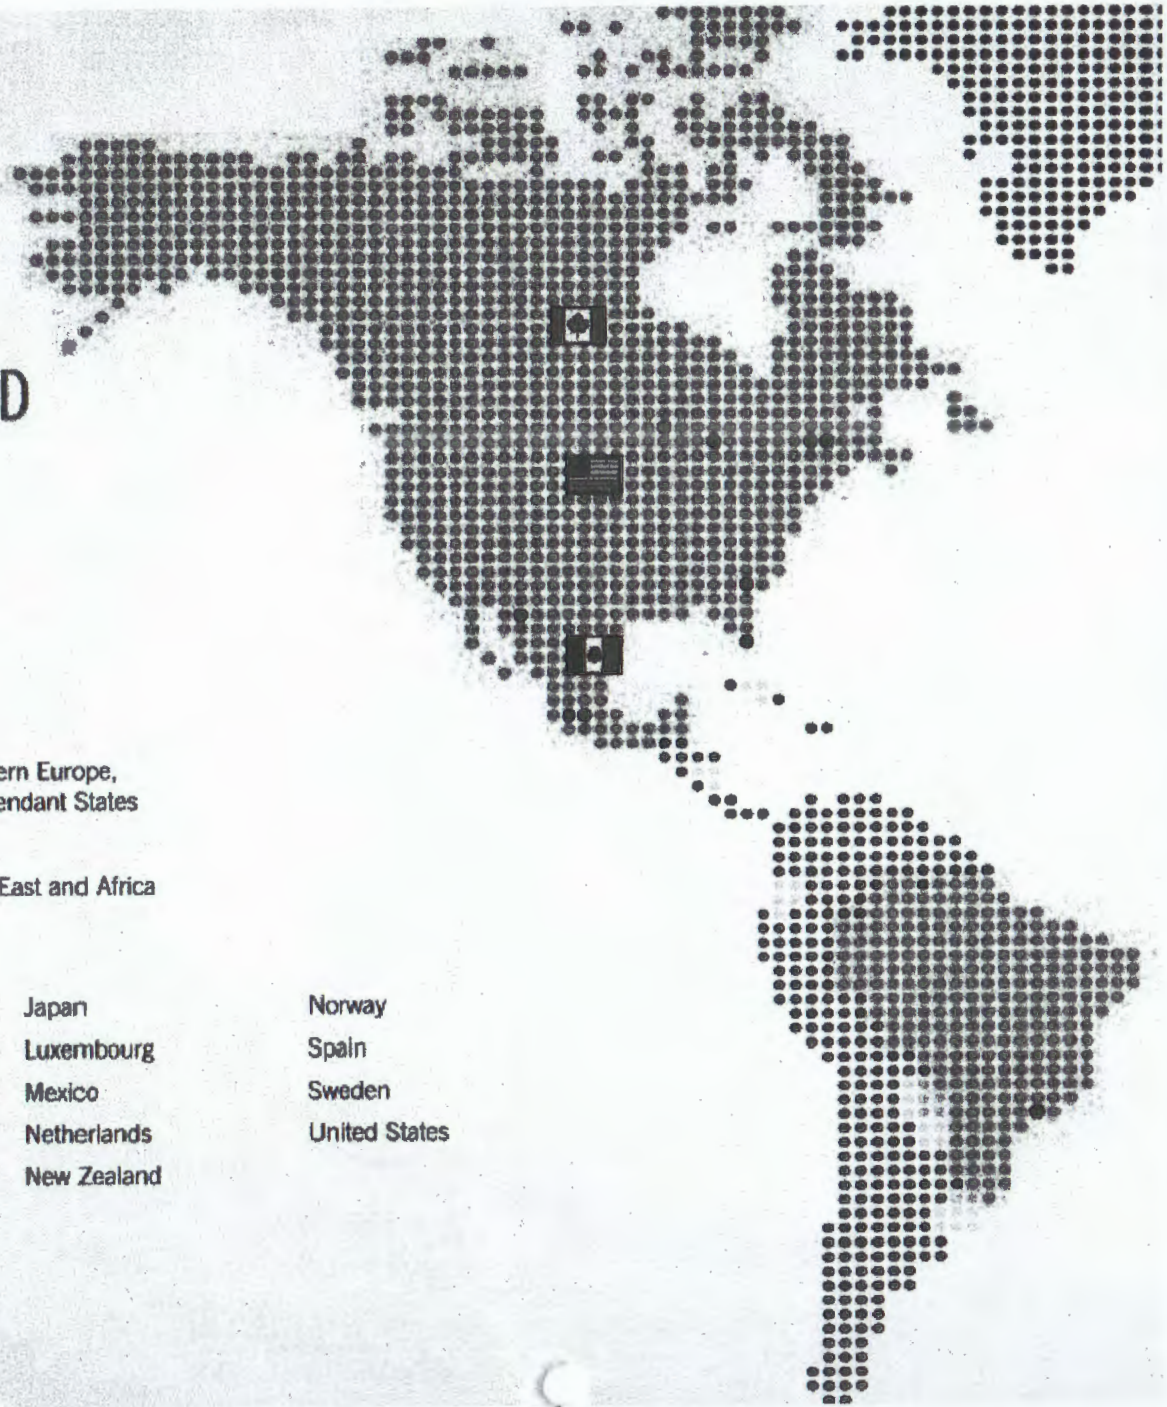 D
ern Europe,
endant States
East and Africa
Japan
Luxembourg
Mexico
Netherlands
New Zealand
Norway
Spain
Sweden
United States